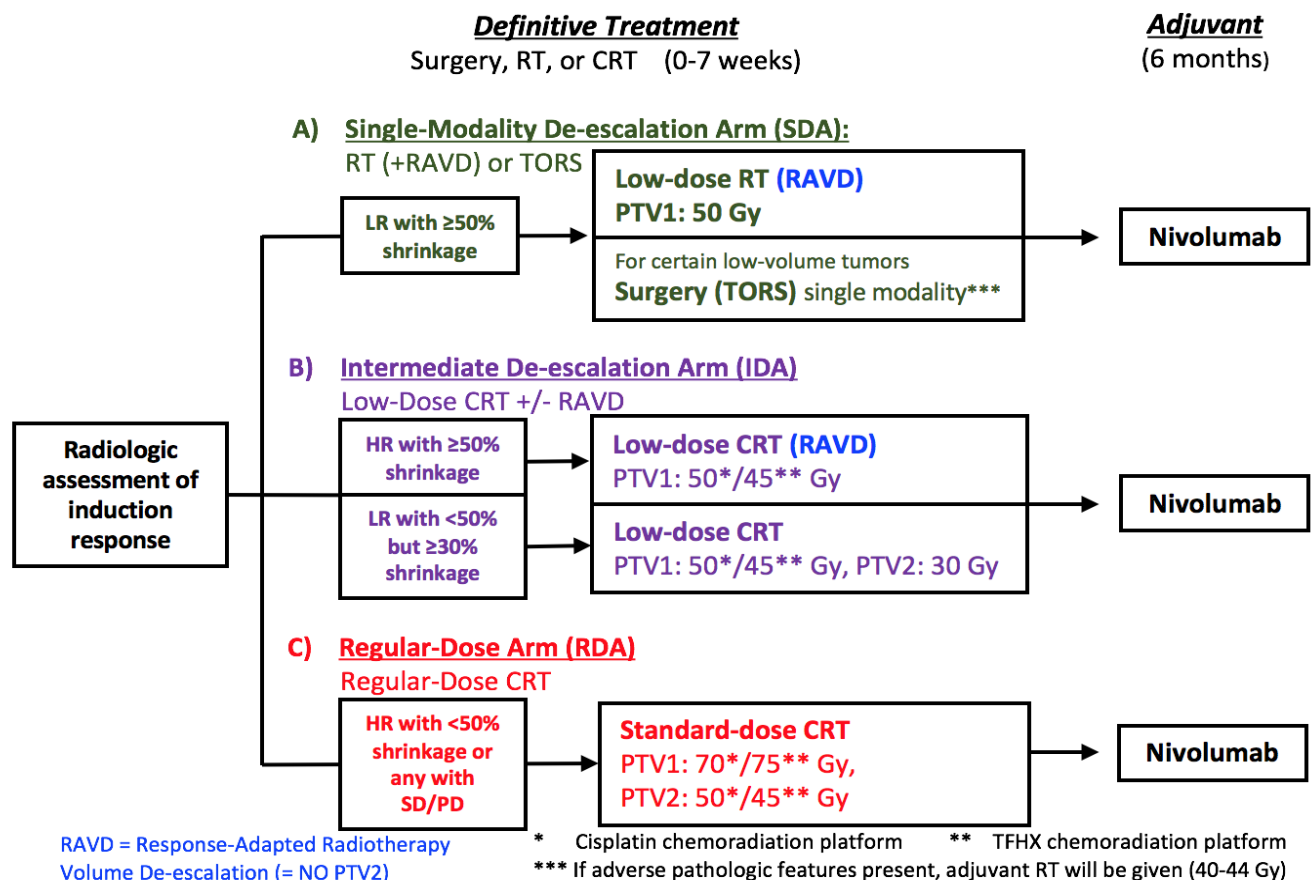 Definitive Treatment
Surgery, RT, or CRT (0-7 weeks)
Adjuvant
(6 months)
A) Single-Modality De-escalation Arm (SDA):
RT (+RAVD) or TORS
LR with ≥50%
shrinkage
Low-dose RT (RAVD)
PTV1: 50 Gy
For certain low-volume tumors
Surgery (TORS) single modality***
Nivolumab
B) Intermediate De-escalation Arm (IDA)
Low-Dose CRT +/- RAVD
Radiologic
assessment of
induction
response
HR with ≥50%
shrinkage
LR with <50%
but ≥30%
shrinkage
Low-dose CRT (RAVD)
PTV1: 50*/45** Gy
Low-dose CRT
PTV1: 50*/45** Gy, PTV2: 30 Gy
Nivolumab
C) Regular-Dose Arm (RDA)
Regular-Dose CRT
HR with <50%
shrinkage or
any with
SD/PD
Standard-dose CRT
PTV1: 70*/75** Gy,
PTV2: 50*/45** Gy
Nivolumab
RAVD = Response-Adapted Radiotherapy
Volume De-escalation (= NO PTV2)
* Cisplatin chemoradiation platform ** TFHX chemoradiation platform
*** If adverse pathologic features present, adjuvant RT will be given (40-44 Gy)